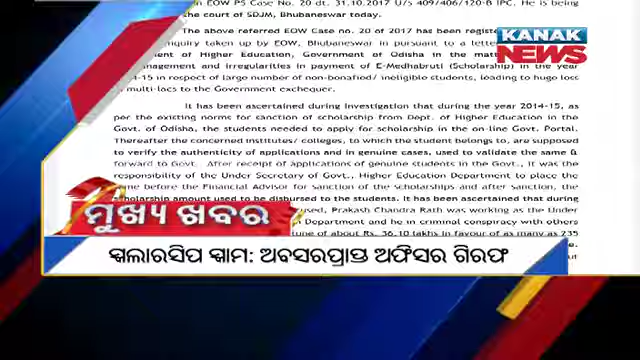 in EOW PS Case No. 20 dt. 31.10.2017 U/s 409/406/120-B IPC. He is being
the court of SDJM, Bhubaneswar today.
The above referred EOW Case no. 20 of 2017 has been regist
quiry taken up by EOW, Bhubaneswar in pursuant to a lette
ment of Higher Education, Government of Odisha in the matt
management and irregularities in payment of E-Medhabruti (Scholarship) in the year
14-15 in respect of large number of non-bonafied/ ineligible students, leading to huge loss
multi-lacs to the Government exchequer.
It has been ascertained during investigation that during the year 2014-15, as
per the existing norms for sanction of scholarship from Dept. of Higher Education in the
Govt. of Odisha, the students needed to apply for scholarship in the on-line Govt. Portal.
Thereafter the concerned institutes/ colleges, to which the student belongs to, are supposed
to verify the authenticity of applications and in genuine cases, used to validate the same &
forward to Govt. After receipt of applications of genuine students in the Govt., it was the
responsibility of the Under Secretary of Govt., Higher Education Department to place the
same before the Financial Advisor for sanction of the scholarships and after sanction, the
scholarship amount used to be disbursed to the students. It has been ascertained that during
used, Prakash Chandra Rath was working as the Under
Department and he in criminal conspiracy with others
tune of about Rs. 36.10 lakhs in favour of as many as 235
KANAK
NEWS
ମୁଖ୍ୟ ଖବର
ସ୍କଲାରସିପ ସ୍କାମ: ଅବସରପ୍ରାପ୍ତ ଅଫିସର ଗିରଫ